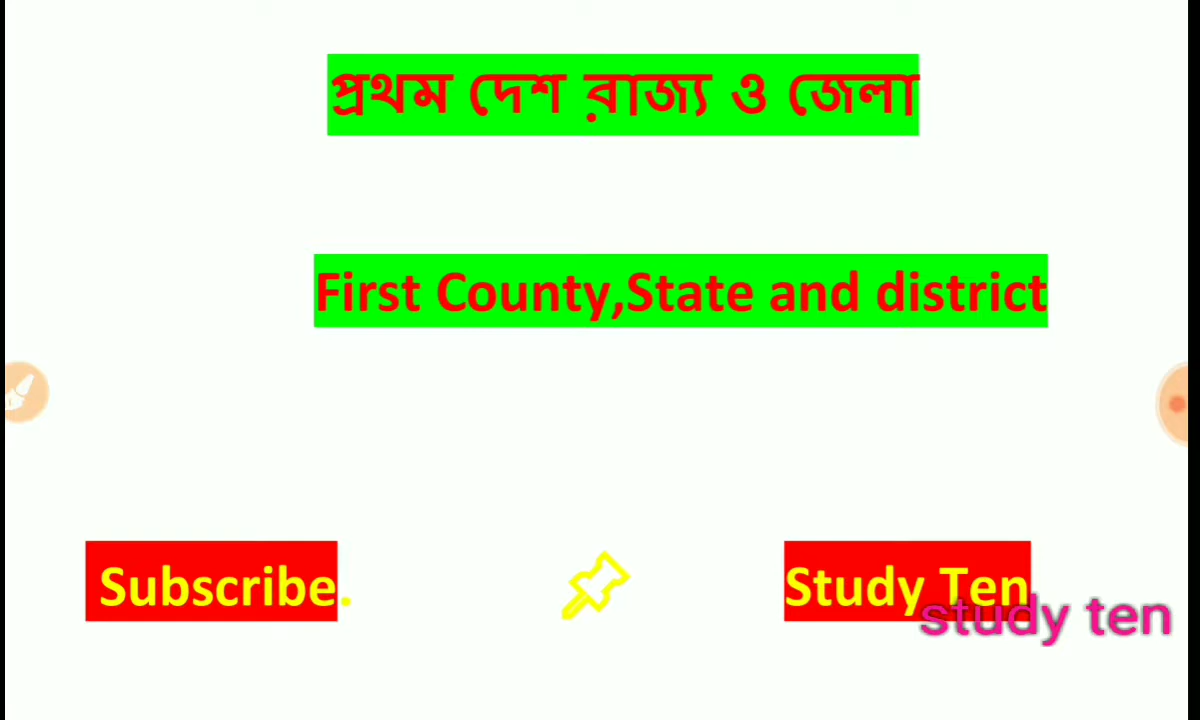 প্রথম দেশ রাজ্য ও জেলা
First County,State and district
Subscribe.
Study Ten
study ten